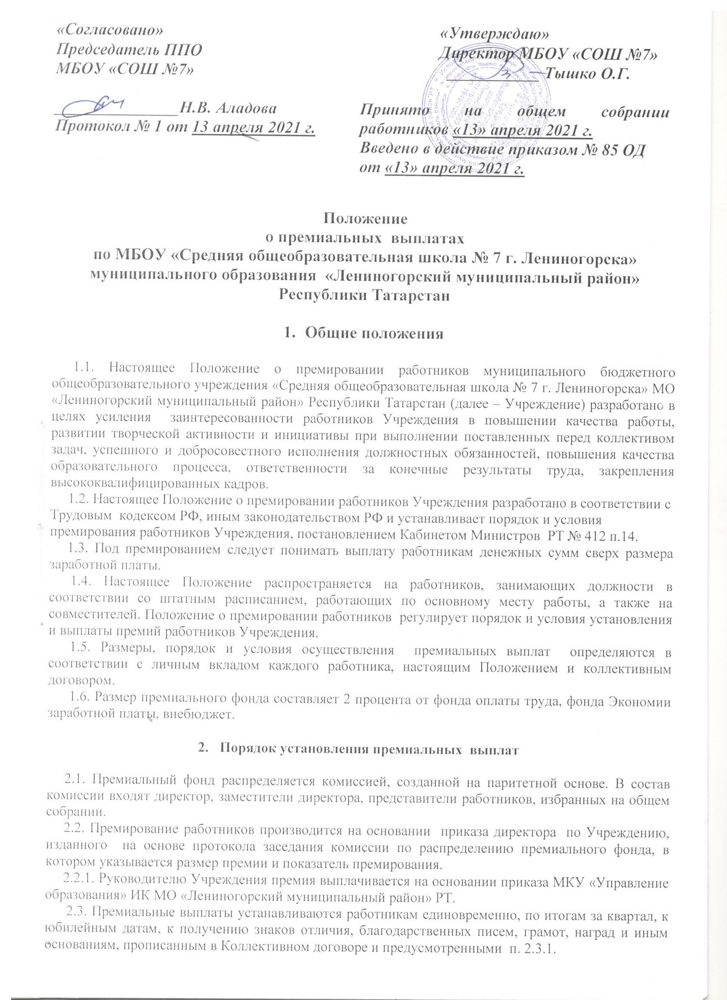 «Согласовано»
Председатель ППО
МБОУ «СОШ №7»
_______________Н.В. Аладова
Протокол № 1 от 13 апреля 2021 г.
«Утверждаю»
Директор МБОУ «СОШ №7»
___________ Тышко О.Г.
Принято на общем собрании
работников «13» апреля 2021 г.
Введено в действие приказом № 85 ОД
от «13» апреля 2021 г.
Положение
о премиальных выплатах
по МБОУ «Средняя общеобразовательная школа № 7 г. Лениногорска»
муниципального образования «Лениногорский муниципальный район»
Республики Татарстан
1. Общие положения
1.1. Настоящее Положение о премировании работников муниципального бюджетного
общеобразовательного учреждения «Средняя общеобразовательная школа № 7 г. Лениногорска» МО
«Лениногорский муниципальный район» Республики Татарстан (далее – Учреждение) разработано в
целях усиления заинтересованности работников Учреждения в повышении качества работы,
развитии творческой активности и инициативы при выполнении поставленных перед коллективом
задач, успешного и добросовестного исполнения должностных обязанностей, повышения качества
образовательного процесса, ответственности за конечные результаты труда, закрепления
высококвалифицированных кадров.
1.2. Настоящее Положение о премировании работников Учреждения разработано в соответствии с
Трудовым кодексом РФ, иным законодательством РФ и устанавливает порядок и условия
премирования работников Учреждения, постановлением Кабинетом Министров РТ № 412 п.14.
1.3. Под премированием следует понимать выплату работникам денежных сумм сверх размера
заработной платы.
1.4. Настоящее Положение распространяется на работников, занимающих должности в
соответствии со штатным расписанием, работающих по основному месту работы, а также на
совместителей. Положение о премировании работников регулирует порядок и условия установления
и выплаты премий работников Учреждения.
1.5. Размеры, порядок и условия осуществления премиальных выплат определяются в
соответствии с личным вкладом каждого работника, настоящим Положением и коллективным
договором.
1.6. Размер премиального фонда составляет 2 процента от фонда оплаты труда, фонда Экономии
заработной платы, внебюджет.
2. Порядок установления премиальных выплат
2.1. Премиальный фонд распределяется комиссией, созданной на паритетной основе. В состав
комиссии входят директор, заместители директора, представители работников, избранных на общем
собрании.
2.2. Премирование работников производится на основании приказа директора по Учреждению,
изданного на основе протокола заседания комиссии по распределению премиального фонда, в
котором указывается размер премии и показатель премирования.
2.2.1. Руководителю Учреждения премия выплачивается на основании приказа МКУ «Управление
образования» ИК МО «Лениногорский муниципальный район» РТ.
2.3. Премиальные выплаты устанавливаются работникам единовременно, по итогам за квартал, к
юбилейным датам, к получению знаков отличия, благодарственных писем, грамот, наград и иным
основаниям, прописанным в Коллективном договоре и предусмотренными п. 2.3.1.